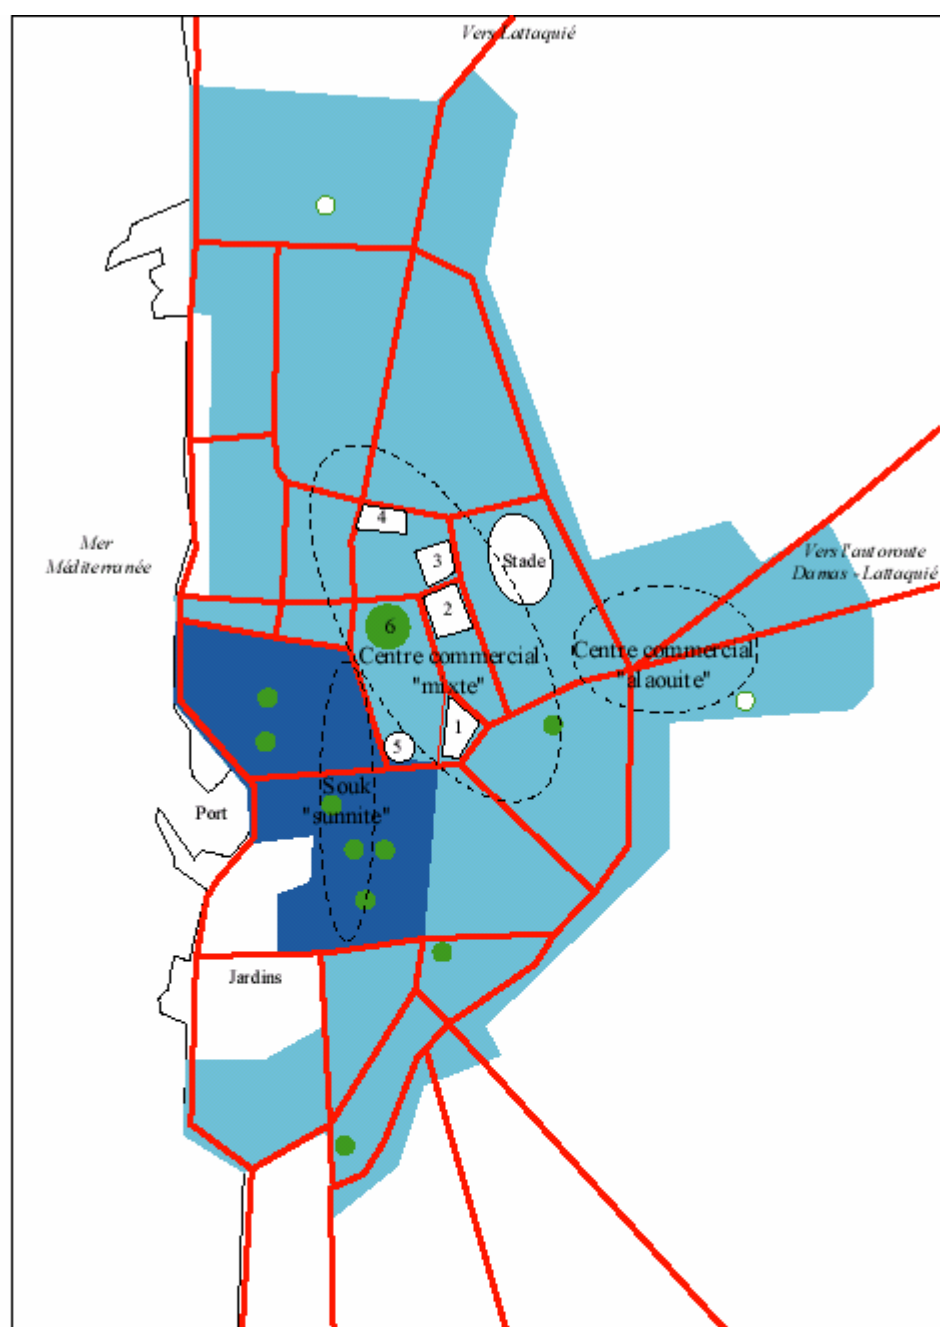 Vers Lattaquié
4
3
Stade
Mer
Méditerranée
Vers l'autoroute
Damas - Lattaquié
2
6
Centre commercial
"mixte"
Centre commercial
"alaouite"
1
5
Souk
"sunnite"
Port
Jardins